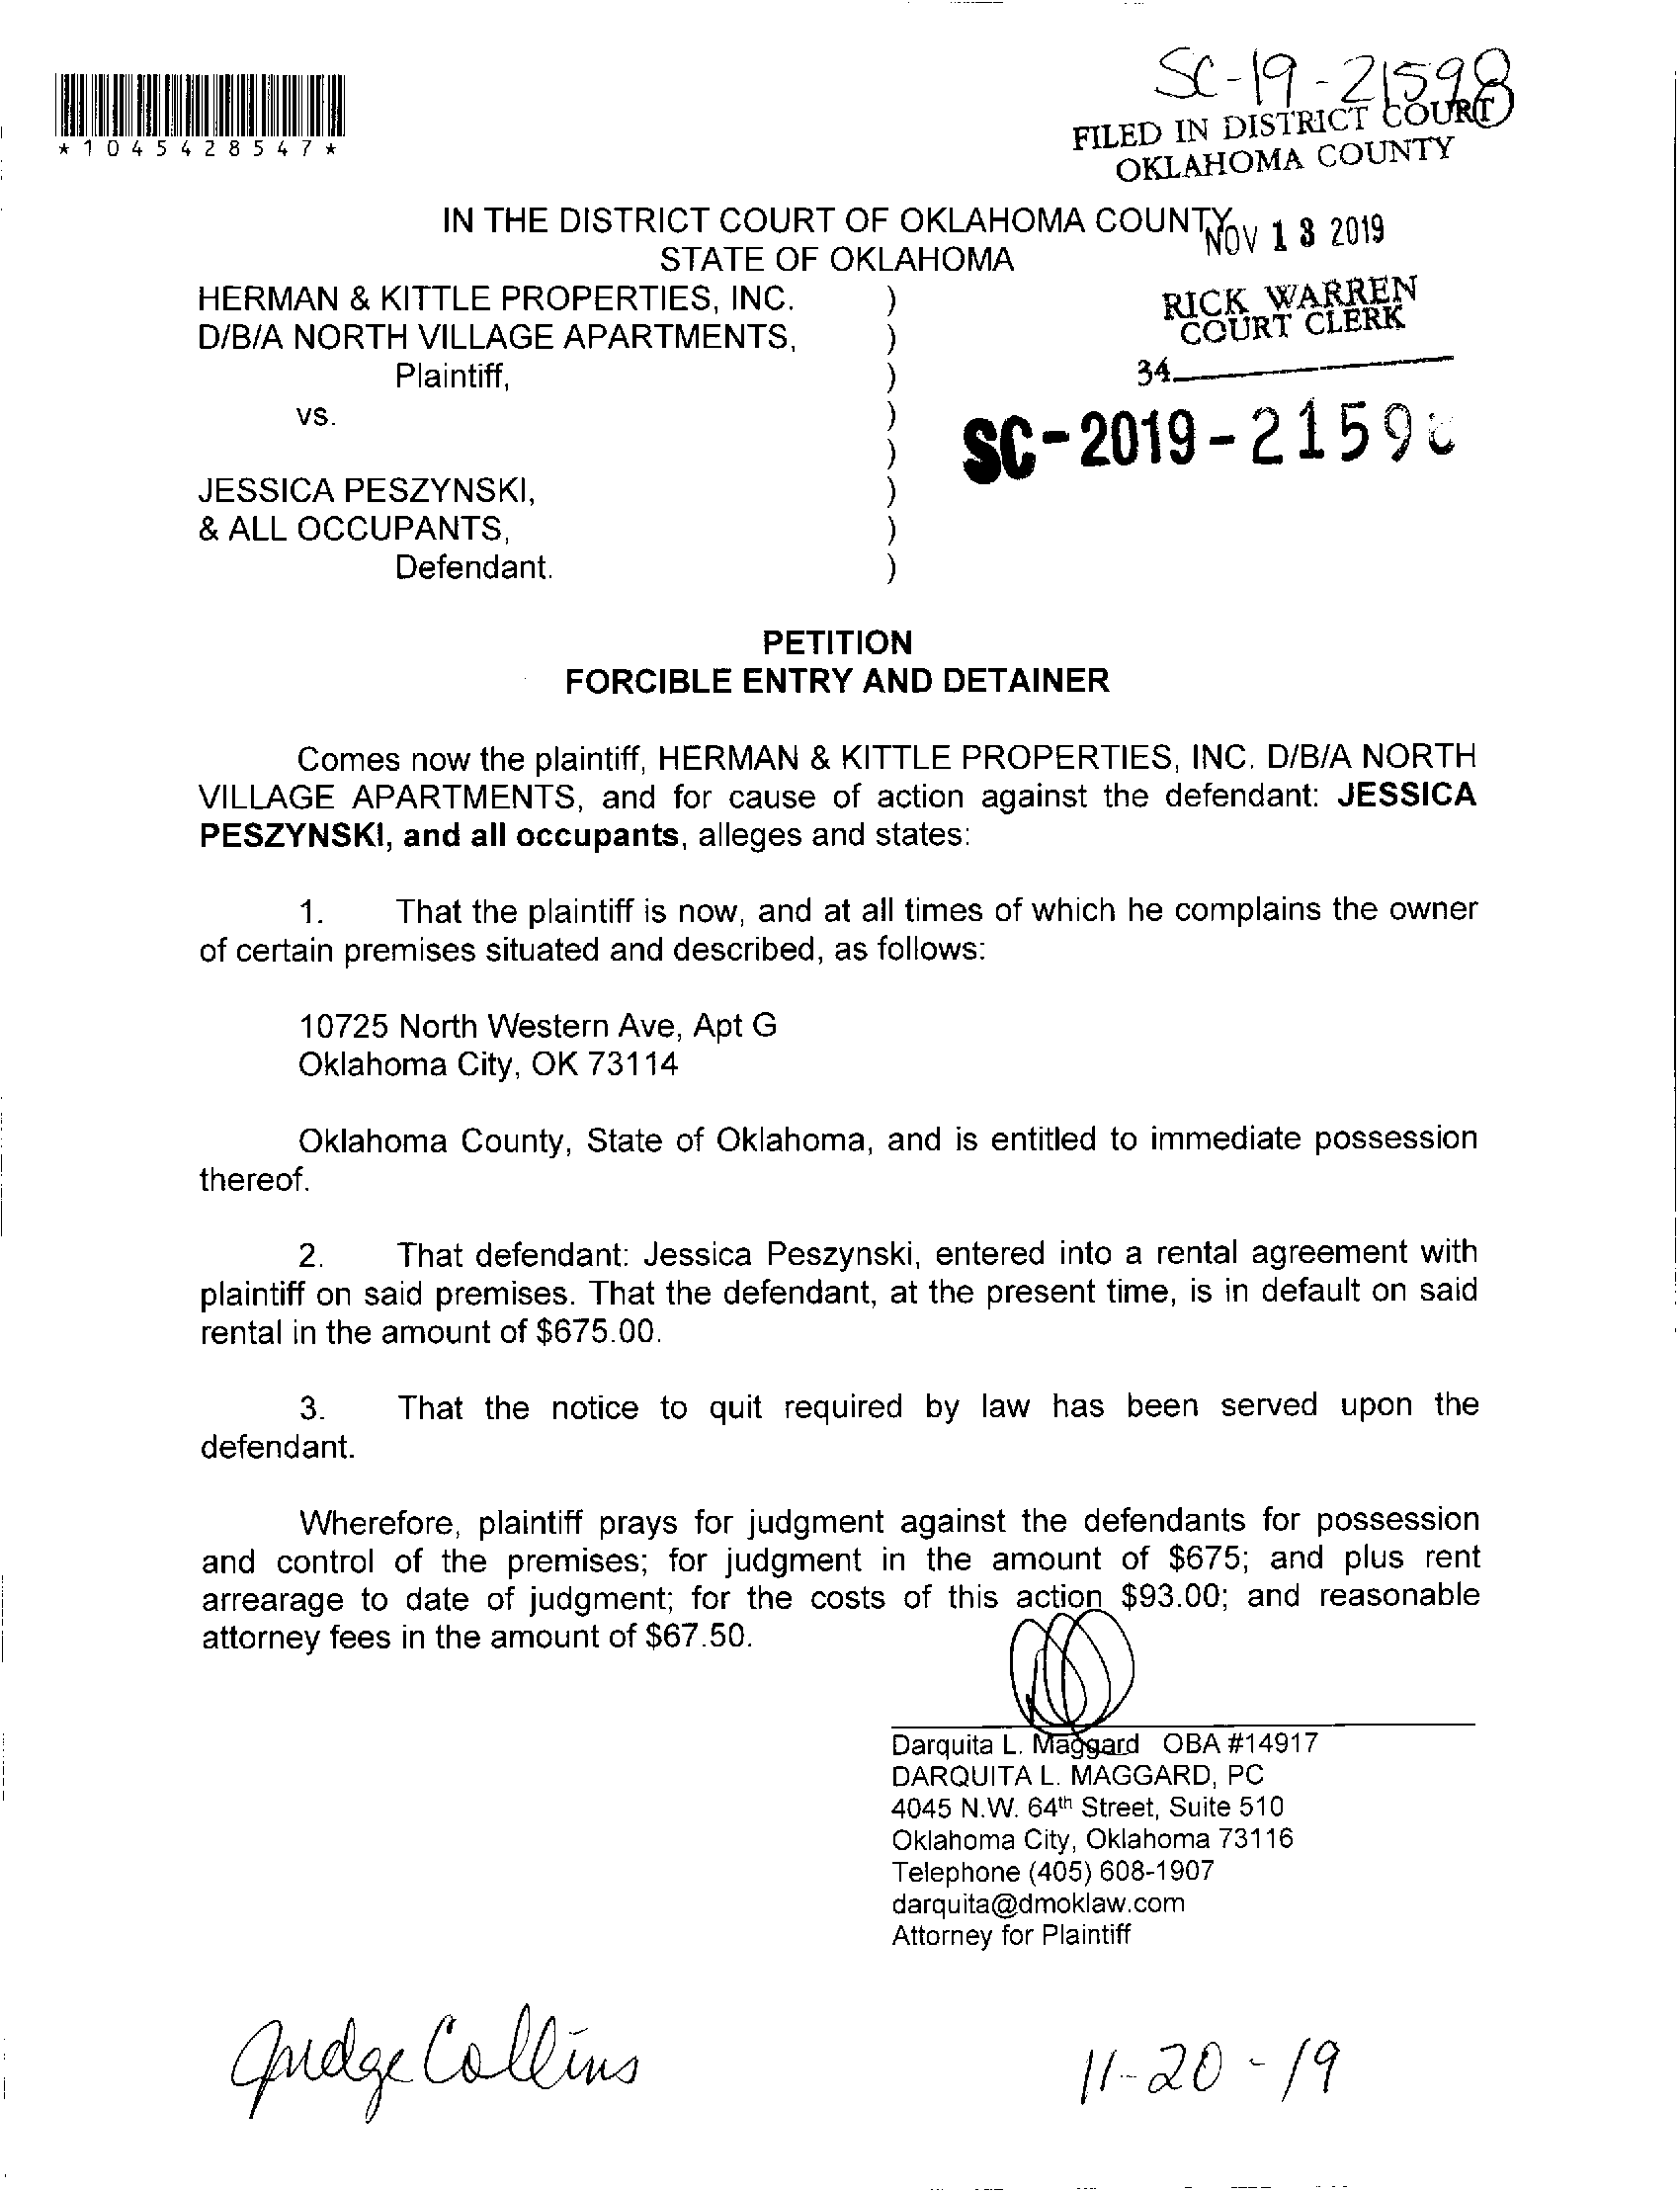 SC-19-21598
*1045428547*
FILED IN DISTRICT COURT
OKLAHOMA COUNTY
IN THE DISTRICT COURT OF OKLAHOMA COUNTY
NOV 13 2019
STATE OF OKLAHOMA
HERMAN & KITTLE PROPERTIES, INC. )
D/B/A NORTH VILLAGE APARTMENTS, )
Plaintiff, )
vs. )
)
JESSICA PESZYNSKI, )
& ALL OCCUPANTS, )
Defendant. )
RICK WARREN
COURT CLERK
34
SC-2019-2159
PETITION
FORCIBLE ENTRY AND DETAINER
Comes now the plaintiff, HERMAN & KITTLE PROPERTIES, INC. D/B/A NORTH
VILLAGE APARTMENTS, and for cause of action against the defendant: JESSICA
PESZYNSKI, and all occupants, alleges and states:
1. That the plaintiff is now, and at all times of which he complains the owner
of certain premises situated and described, as follows:
10725 North Western Ave, Apt G
Oklahoma City, OK 73114
Oklahoma County, State of Oklahoma, and is entitled to immediate possession
thereof.
2. That defendant: Jessica Peszynski, entered into a rental agreement with
plaintiff on said premises. That the defendant, at the present time, is in default on said
rental in the amount of $675.00.
3. That the notice to quit required by law has been served upon the
defendant.
Wherefore, plaintiff prays for judgment against the defendants for possession
and control of the premises; for judgment in the amount of $675; and plus rent
arrearage to date of judgment; for the costs of this action $93.00; and reasonable
attorney fees in the amount of $67.50.
Darquita L. Maggard OBA #14917
DARQUITA L. MAGGARD, PC
4045 N.W. 64th Street, Suite 510
Oklahoma City, Oklahoma 73116
Telephone (405) 608-1907
darquita@dmoklaw.com
Attorney for Plaintiff
Judge Collins
11-20-19